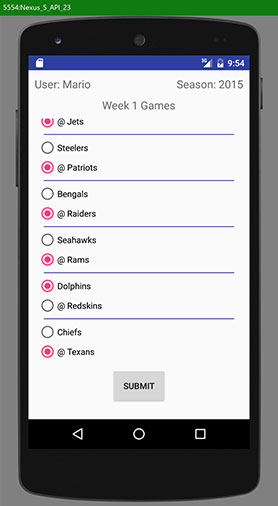 5554:Nexus_5_API_23
3G 9:54
User: Mario Season: 2015
Week 1 Games
@ Jets
Steelers
@ Patriots
Bengals
@ Raiders
Seahawks
@ Rams
Dolphins
@ Redskins
Chiefs
@ Texans
SUBMIT